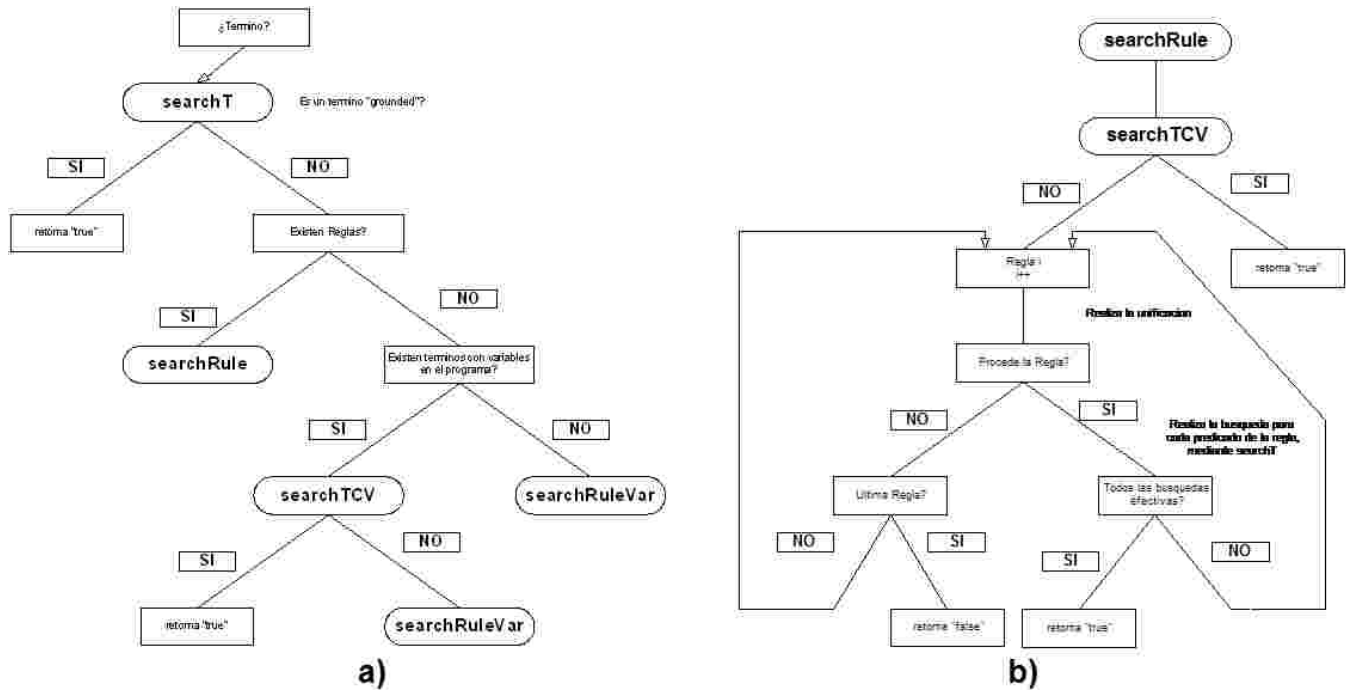 ¿Termino?
searchT
Es un termino "grounded"?
SI
NO
retorna "true"
Existen Reglas?
SI
NO
searchRule
Existen terminos con variables
en el programa?
SI
NO
searchTCV
searchRuleVar
SI
NO
retorna "true"
searchRuleVar
a)
searchRule
searchTCV
NO
SI
Regla i
i++
retorna "true"
Realiza la unificacion
Procede la Regla?
NO
SI
Realiza la busqueda para
cada predicado de la regla,
mediante searchT
Ultima Regla?
Todos las busquedas
efectivas?
NO
SI
SI
NO
retorna "false"
retorna "true"
b)